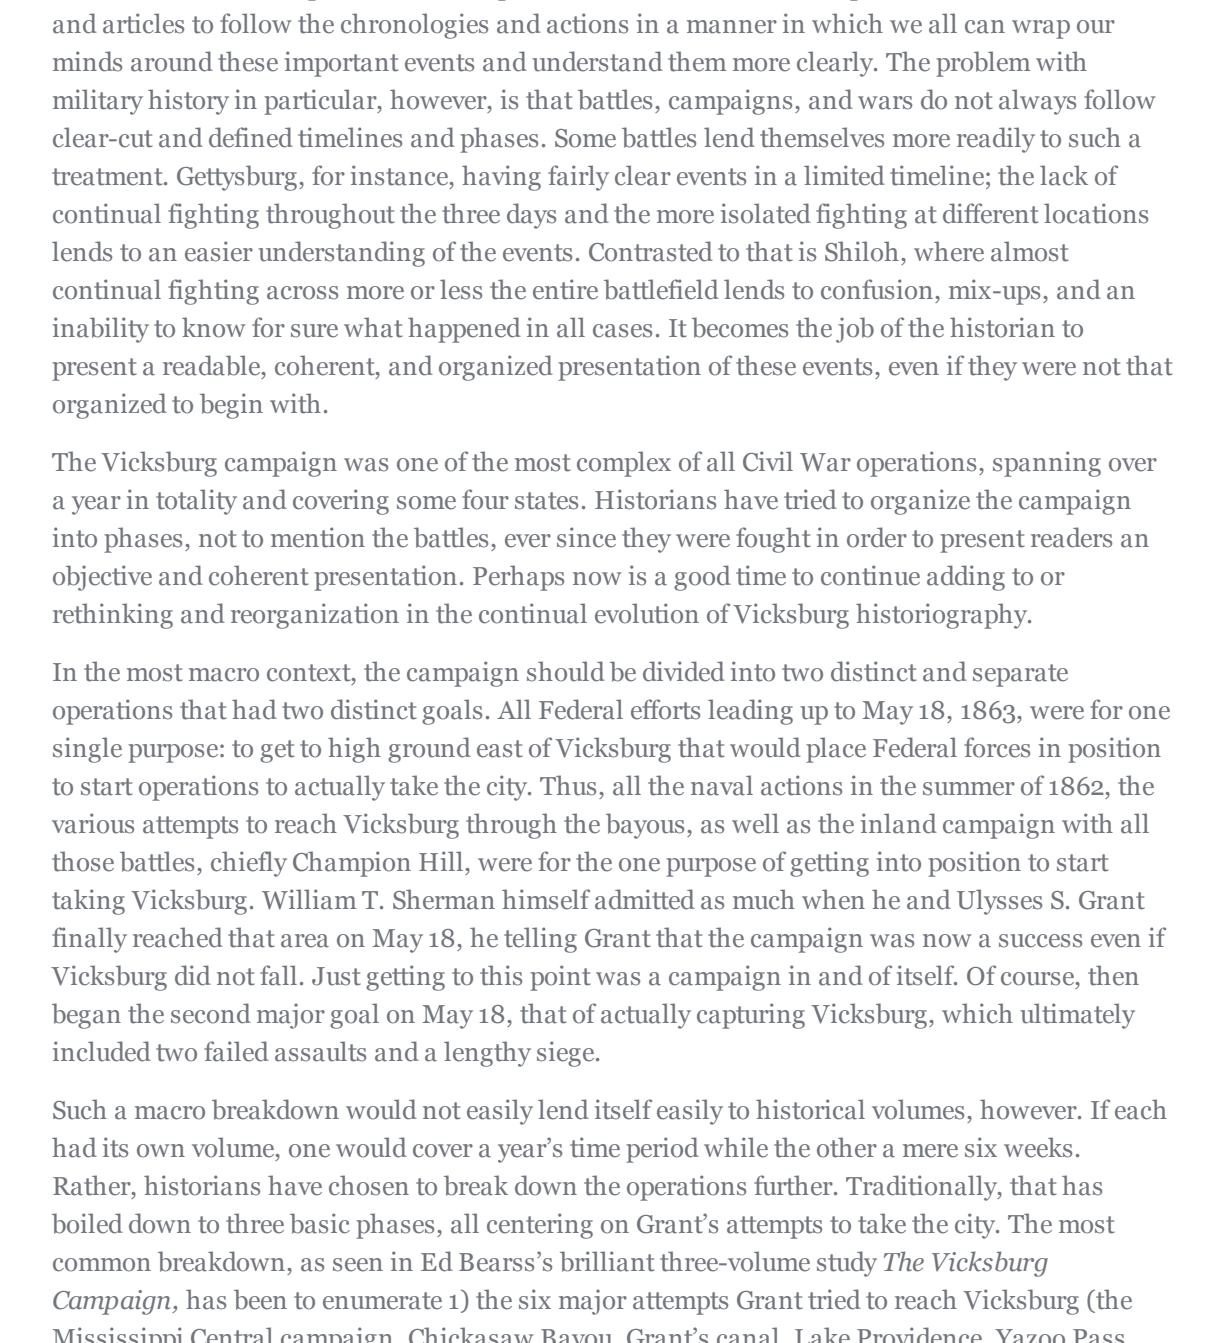 and articles to follow the chronologies and actions in a manner in which we all can wrap our
minds around these important events and understand them more clearly. The problem with
military history in particular, however, is that battles, campaigns, and wars do not always follow
clear-cut and defined timelines and phases. Some battles lend themselves more readily to such a
treatment. Gettysburg, for instance, having fairly clear events in a limited timeline; the lack of
continual fighting throughout the three days and the more isolated fighting at different locations
lends to an easier understanding of the events. Contrasted to that is Shiloh, where almost
continual fighting across more or less the entire battlefield lends to confusion, mix-ups, and an
inability to know for sure what happened in all cases. It becomes the job of the historian to
present a readable, coherent, and organized presentation of these events, even if they were not that
organized to begin with.
The Vicksburg campaign was one of the most complex of all Civil War operations, spanning over
a year in totality and covering some four states. Historians have tried to organize the campaign
into phases, not to mention the battles, ever since they were fought in order to present readers an
objective and coherent presentation. Perhaps now is a good time to continue adding to or
rethinking and reorganization in the continual evolution of Vicksburg historiography.
In the most macro context, the campaign should be divided into two distinct and separate
operations that had two distinct goals. All Federal efforts leading up to May 18, 1863, were for one
single purpose: to get to high ground east of Vicksburg that would place Federal forces in position
to start operations to actually take the city. Thus, all the naval actions in the summer of 1862, the
various attempts to reach Vicksburg through the bayous, as well as the inland campaign with all
those battles, chiefly Champion Hill, were for the one purpose of getting into position to start
taking Vicksburg. William T. Sherman himself admitted as much when he and Ulysses S. Grant
finally reached that area on May 18, he telling Grant that the campaign was now a success even if
Vicksburg did not fall. Just getting to this point was a campaign in and of itself. Of course, then
began the second major goal on May 18, that of actually capturing Vicksburg, which ultimately
included two failed assaults and a lengthy siege.
Such a macro breakdown would not easily lend itself easily to historical volumes, however. If each
had its own volume, one would cover a year’s time period while the other a mere six weeks.
Rather, historians have chosen to break down the operations further. Traditionally, that has
boiled down to three basic phases, all centering on Grant’s attempts to take the city. The most
common breakdown, as seen in Ed Bearss’s brilliant three-volume study The Vicksburg
Campaign, has been to enumerate 1) the six major attempts Grant tried to reach Vicksburg (the
Mississippi Central campaign, Chickasaw Bayou, Grant’s canal, Lake Providence, Yazoo Pass,